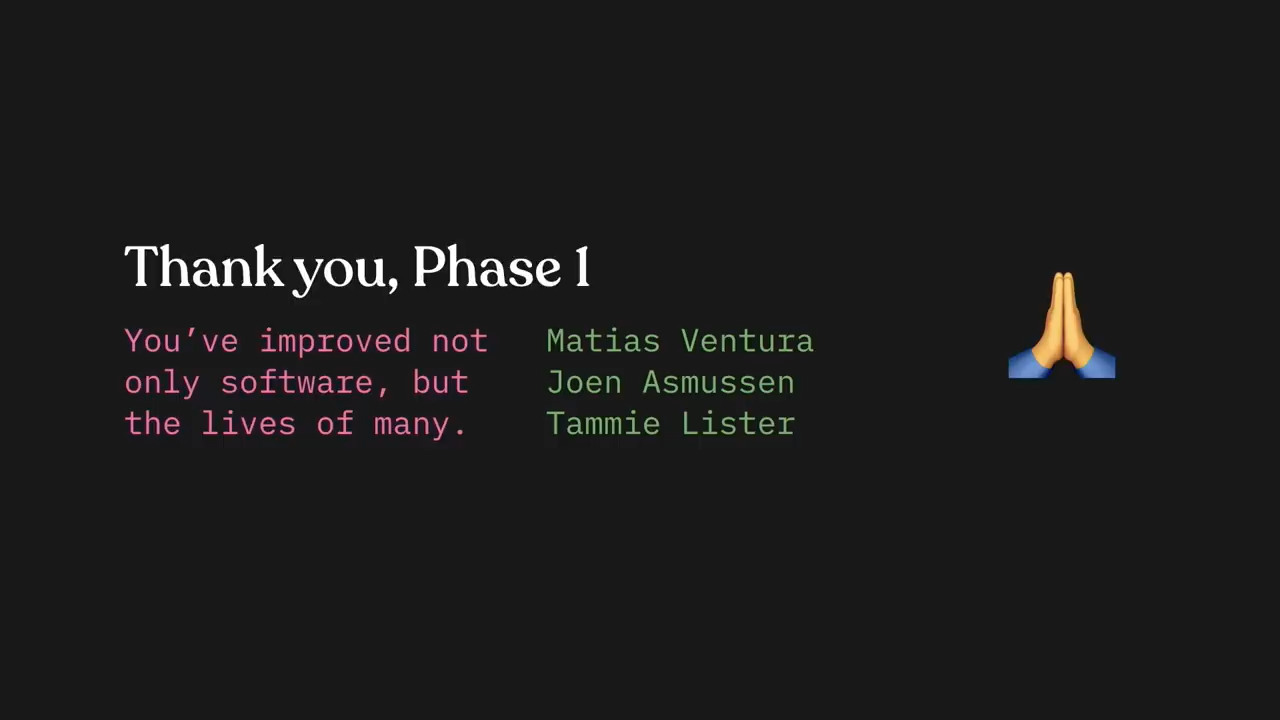 Thank you, Phase 1
You’ve improved not
only software, but
the lives of many.
Matias Ventura
Joen Asmussen
Tammie Lister